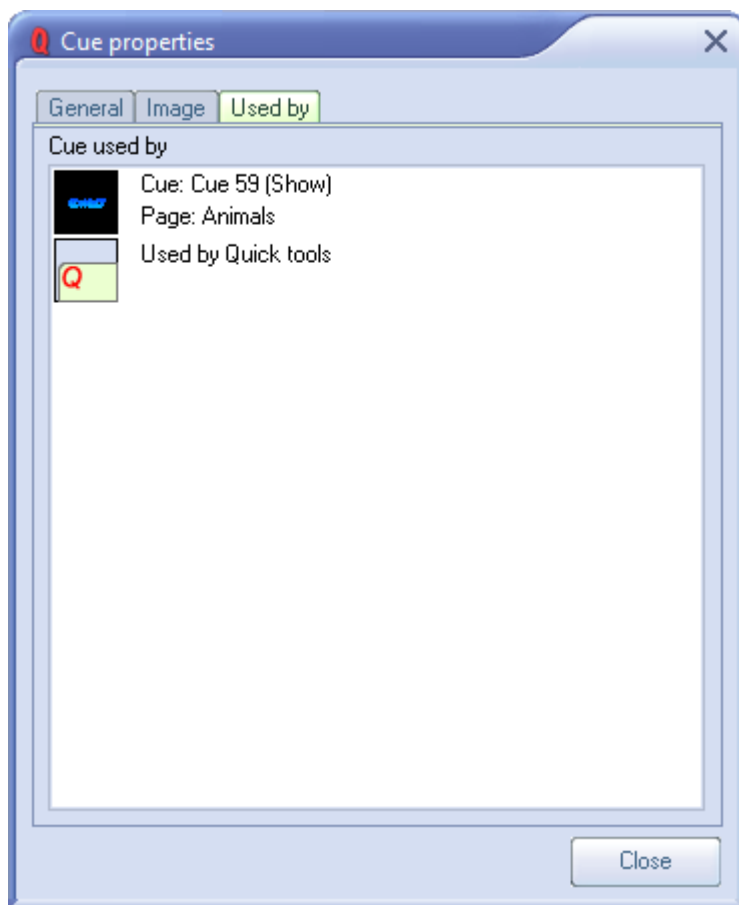 Cue properties
General Image Used by
Cue used by
Cue: Cue 59 (Show)
Page: Animals
Q
Used by Quick tools
Close